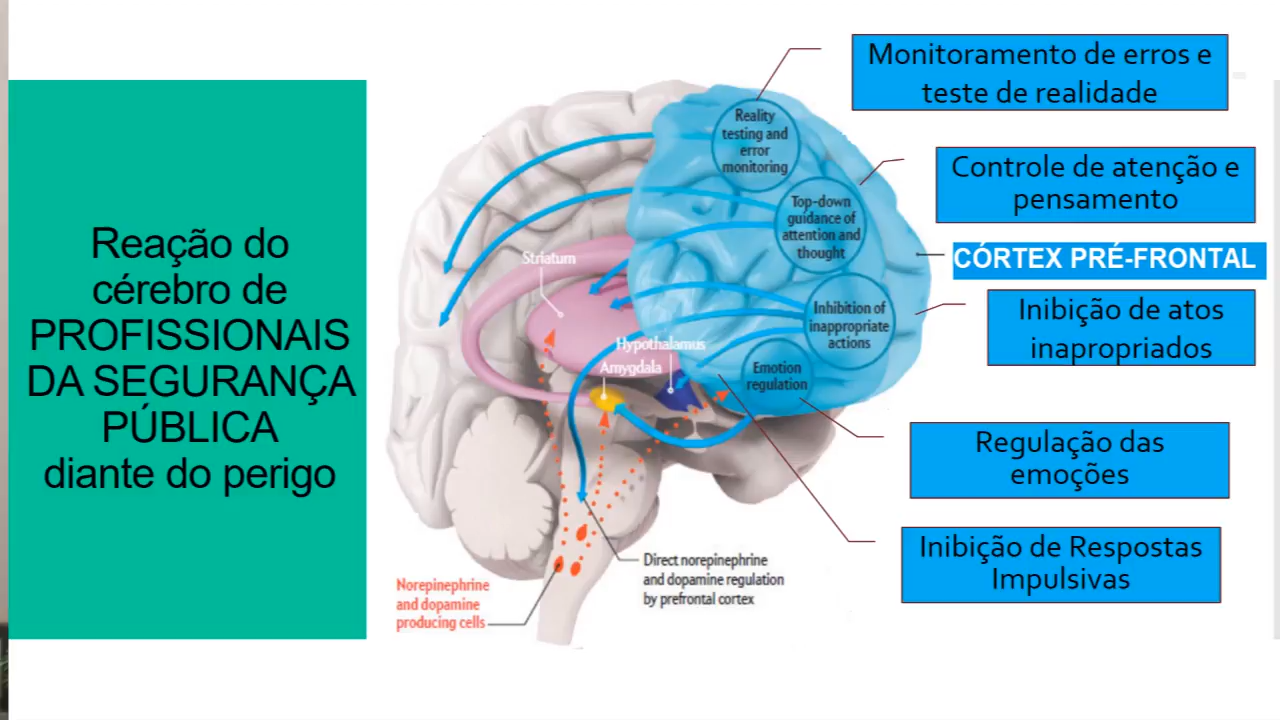 Reação do
cérebro de
PROFISSIONAIS
DA SEGURANÇA
PÚBLICA
diante do perigo
Reality
testing and
error
monitoring
Top-down
guidance of
attention and
thought
Striatum
Inhibition of
inappropriate
actions
Hypothalamus
Amygdala
Emotion
regulation
Direct norepinephrine
and dopamine regulation
by prefrontal cortex
Norepinephrine
and dopamine
producing cells
Monitoramento de erros e
teste de realidade
Controle de atenção e
pensamento
CÓRTEX PRÉ-FRONTAL
Inibição de atos
inapropriados
Regulação das
emoções
Inibição de Respostas
Impulsivas